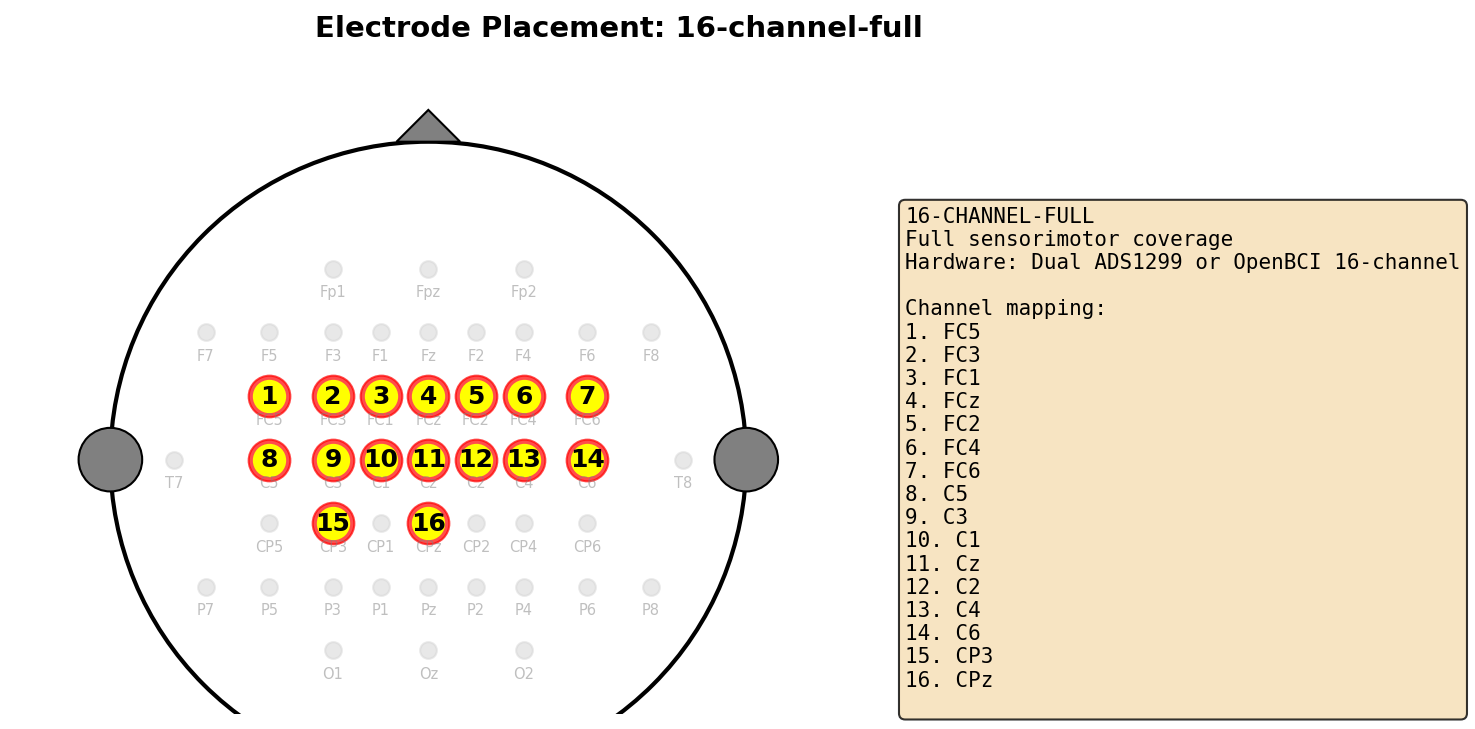 Electrode Placement: 16-channel-full
Fp1 Fpz Fp2
F7 F5 F3 F1 Fz F2 F4 F6 F8
1 2 3 4 5 6 7
FC5 FC3 FC1 FCz FC2 FC4 FC6
8 9 10 11 12 13 14
T7 C5 C3 C1 Cz C2 C4 C6 T8
15 16
CP5 CP3 CP1 CPz CP2 CP4 CP6
P7 P5 P3 P1 Pz P2 P4 P6 P8
O1 Oz O2
16-CHANNEL-FULL
Full sensorimotor coverage
Hardware: Dual ADS1299 or OpenBCI 16-channel
Channel mapping:
1. FC5
2. FC3
3. FC1
4. FCz
5. FC2
6. FC4
7. FC6
8. C5
9. C3
10. C1
11. Cz
12. C2
13. C4
14. C6
15. CP3
16. CPz